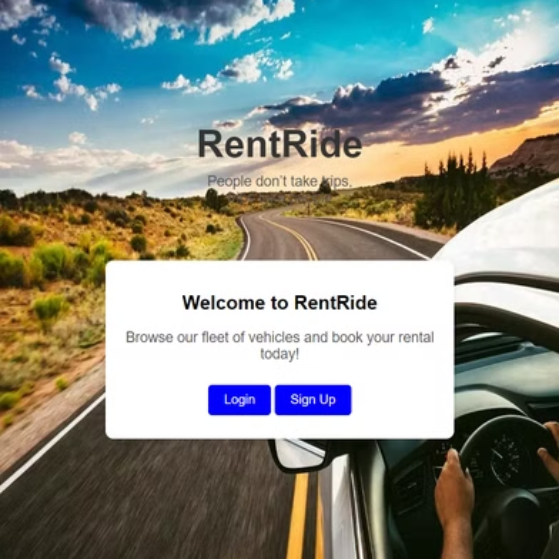 RentRide
People don't take trips.
Welcome to RentRide
Browse our fleet of vehicles and book your rental
today!
Login
Sign Up